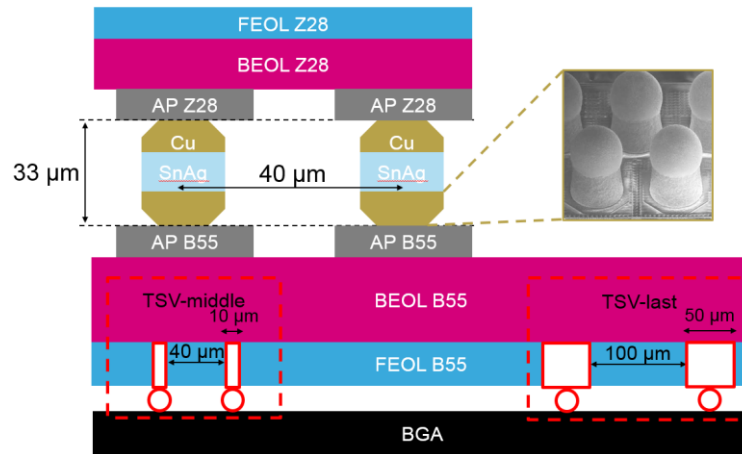 FEOL Z28
BEOL Z28
AP Z28
AP Z28
Cu
Cu
33 µm
SnAg
40 µm
SnAg
AP B55
AP B55
TSV-middle
BEOL B55
TSV-last
10 µm
50 µm
40 µm
FEOL B55
100 µm
BGA